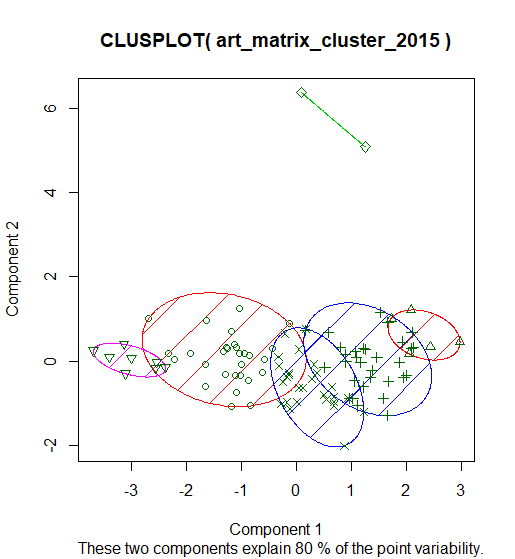 CLUSPLOT( art_matrix_cluster_2015 )
Component 2
6
4
2
0
-2
-3 -2 -1 0 1 2 3
Component 1
These two components explain 80 % of the point variability.